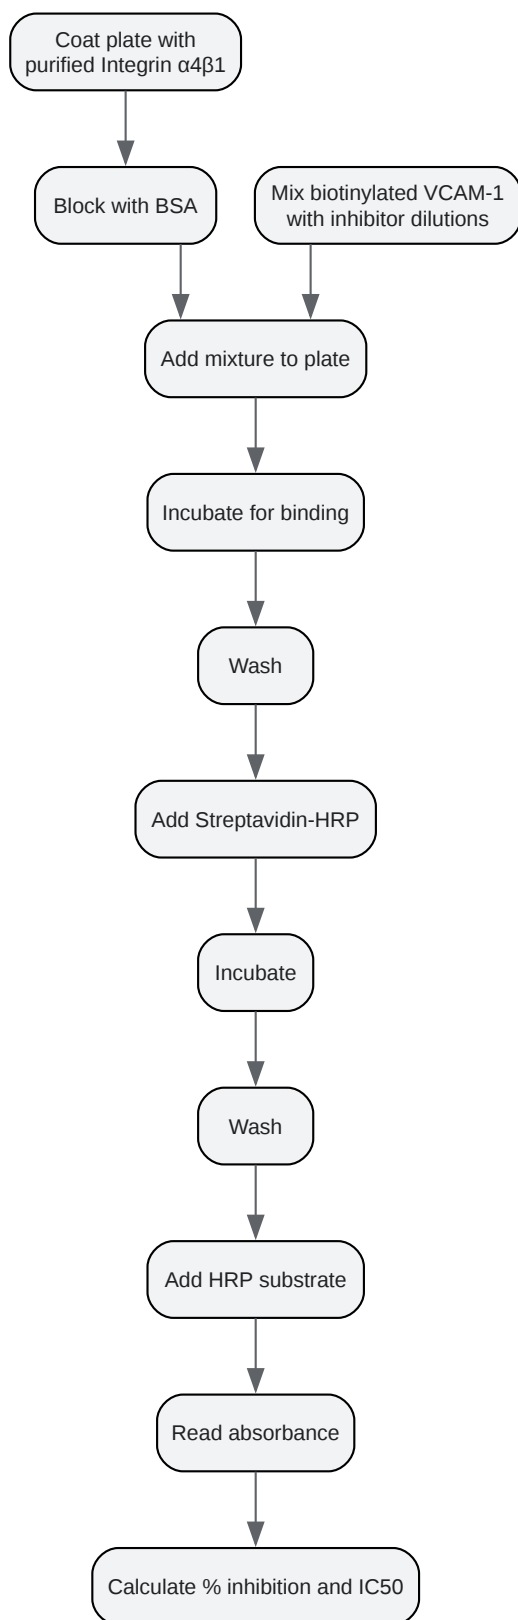 Coat plate with
purified Integrin α4β1
Block with BSA
Mix biotinylated VCAM-1
with inhibitor dilutions
Add mixture to plate
Incubate for binding
Wash
Add Streptavidin-HRP
Incubate
Wash
Add HRP substrate
Read absorbance
Calculate % inhibition and IC50